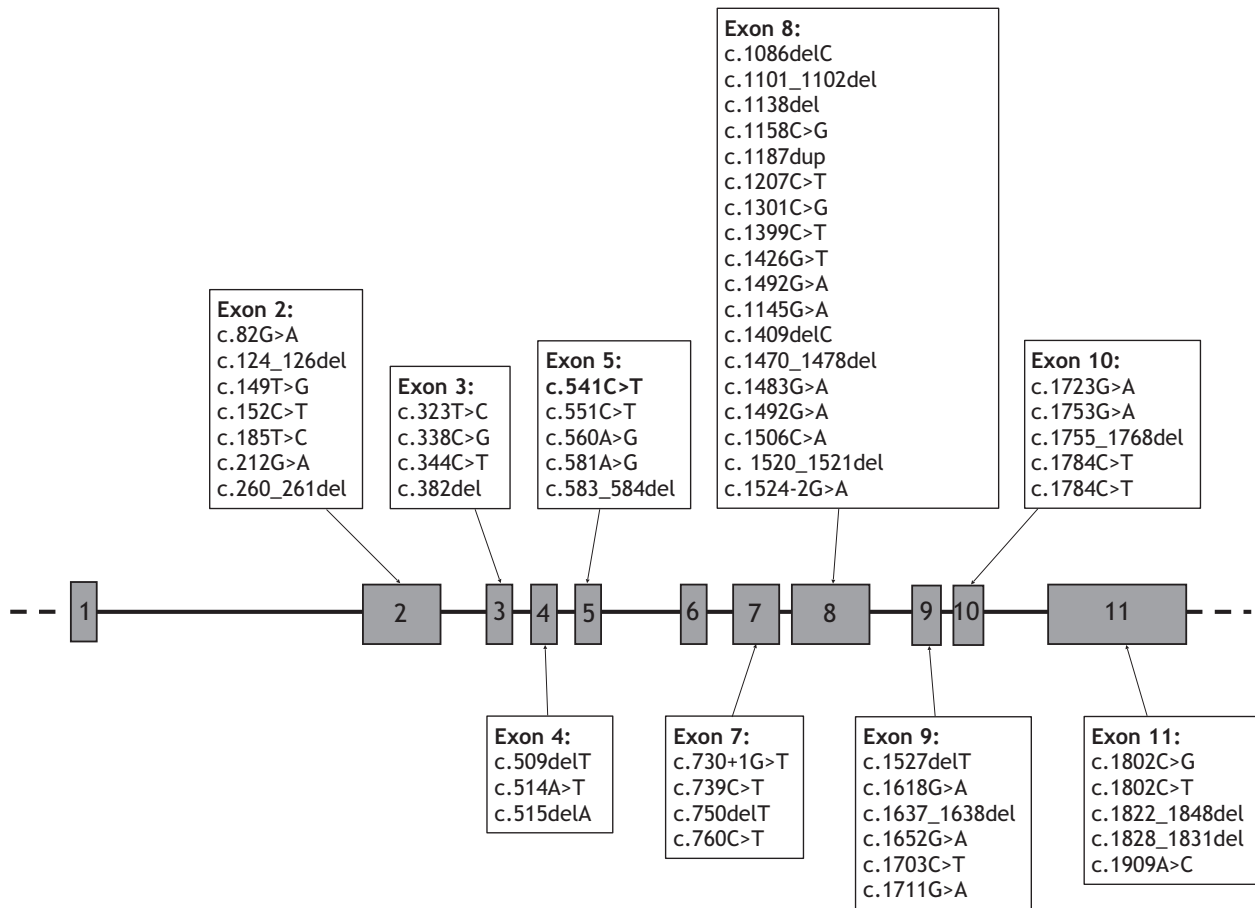 Exon 8:
c.1086delC
c.1101_1102del
c.1138del
c.1158C>G
c.1187dup
c.1207C>T
c.1301C>G
c.1399C>T
c.1426G>T
c.1492G>A
c.1145G>A
c.1409delC
c.1470_1478del
c.1483G>A
c.1492G>A
c.1506C>A
c. 1520_1521del
c.1524-2G>A
Exon 2:
c.82G>A
c.124_126del
c.149T>G
c.152C>T
c.185T>C
c.212G>A
c.260_261del
Exon 3:
c.323T>C
c.338C>G
c.344C>T
c.382del
Exon 5:
c.541C>T
c.551C>T
c.560A>G
c.581A>G
c.583_584del
Exon 10:
c.1723G>A
c.1753G>A
c.1755_1768del
c.1784C>T
c.1784C>T
1 2 3 4 5 6 7 8 9 10 11
Exon 4:
c.509delT
c.514A>T
c.515delA
Exon 7:
c.730+1G>T
c.739C>T
c.750delT
c.760C>T
Exon 9:
c.1527delT
c.1618G>A
c.1637_1638del
c.1652G>A
c.1703C>T
c.1711G>A
Exon 11:
c.1802C>G
c.1802C>T
c.1822_1848del
c.1828_1831del
c.1909A>C